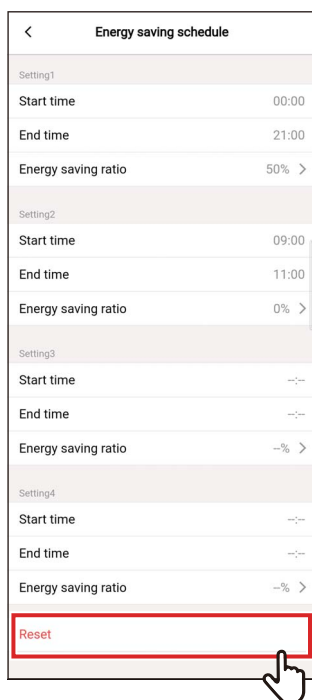 Energy saving schedule
Setting1
Start time 00:00
End time 21:00
Energy saving ratio 50% >
Setting2
Start time 09:00
End time 11:00
Energy saving ratio 0% >
Setting3
Start time --:--
End time --:--
Energy saving ratio --% >
Setting4
Start time --:--
End time --:--
Energy saving ratio --% >
Reset